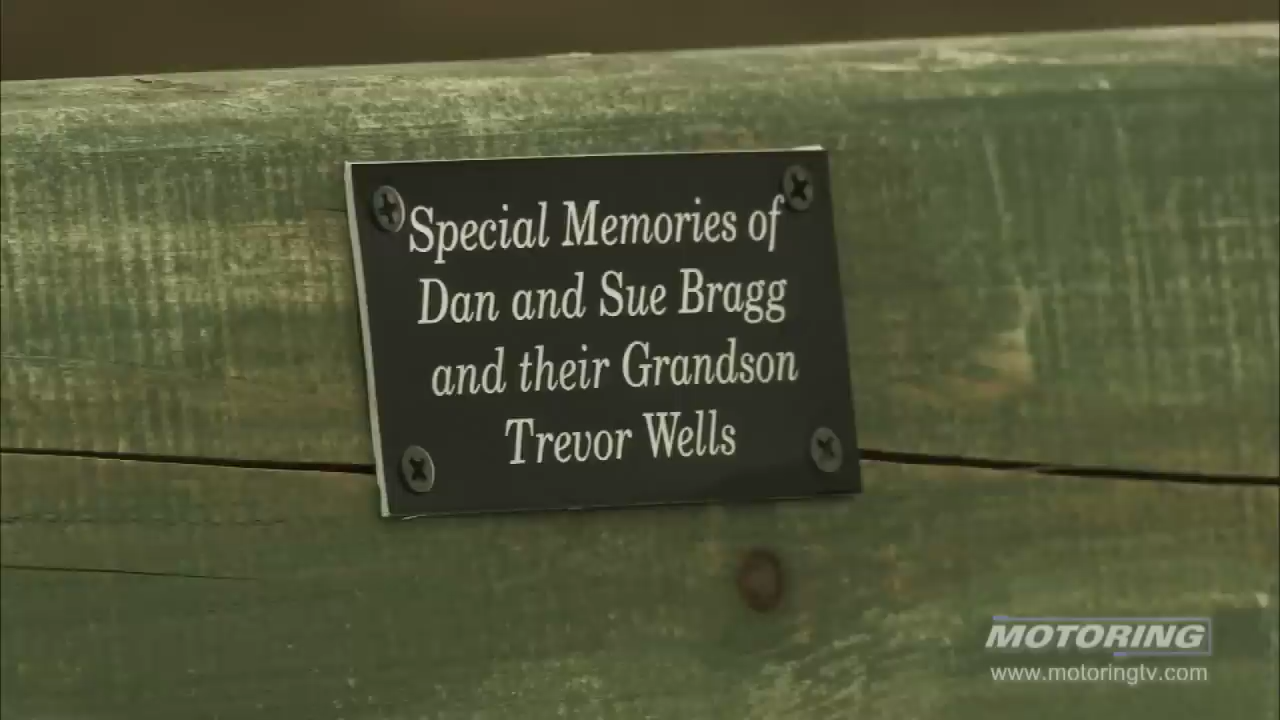 Special Memories of
Dan and Sue Bragg
and their Grandson
Trevor Wells
MOTORING
www.motoringtv.com